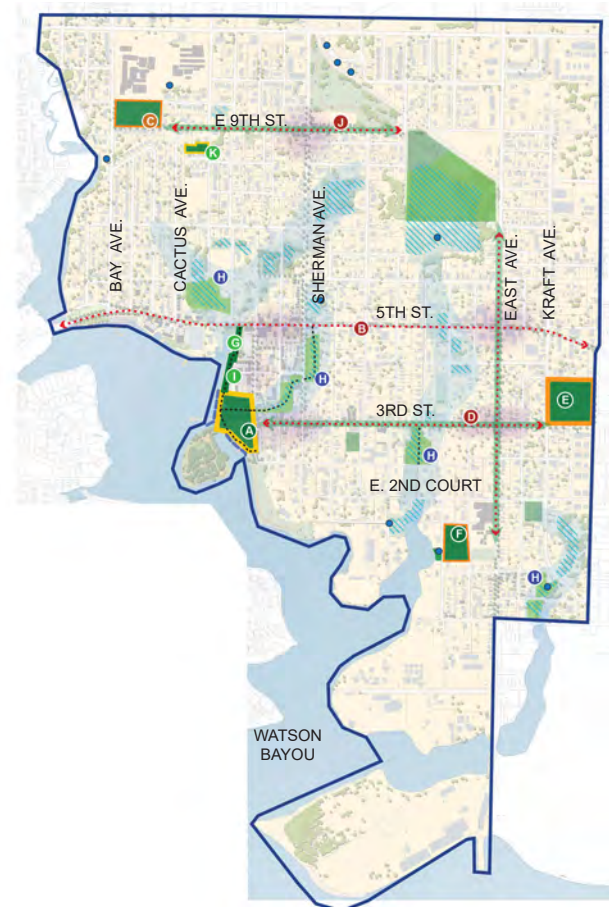 E 9TH ST.
J
C
K
BAY AVE.
CACTUS AVE.
SHERMAN AVE.
EAST AVE.
KRAFT AVE.
H
5TH ST.
B
G
H
I
E
3RD ST.
D
A
H
E. 2ND COURT
F
H
WATSON
BAYOU